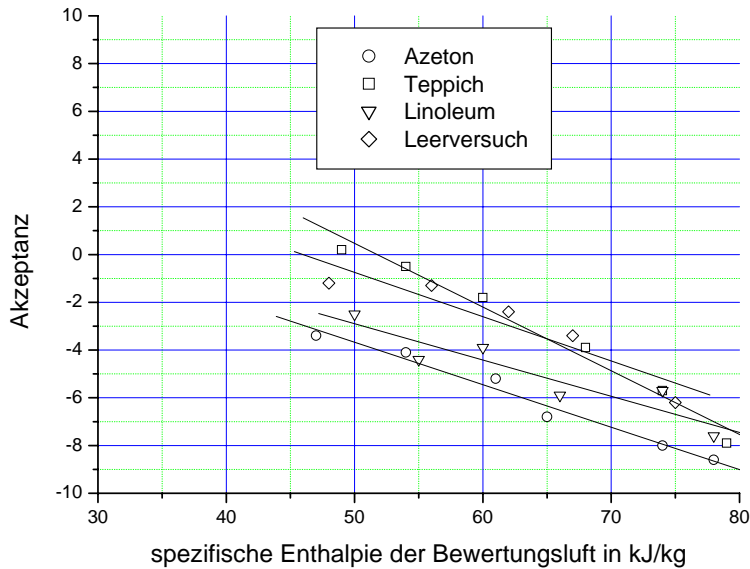 10
8
6
4
2
0
-2
-4
-6
-8
-10
Akzeptanz
Azeton
Teppich
Linoleum
Leerversuch
30 40 50 60 70 80
spezifische Enthalpie der Bewertungsluft in kJ/kg